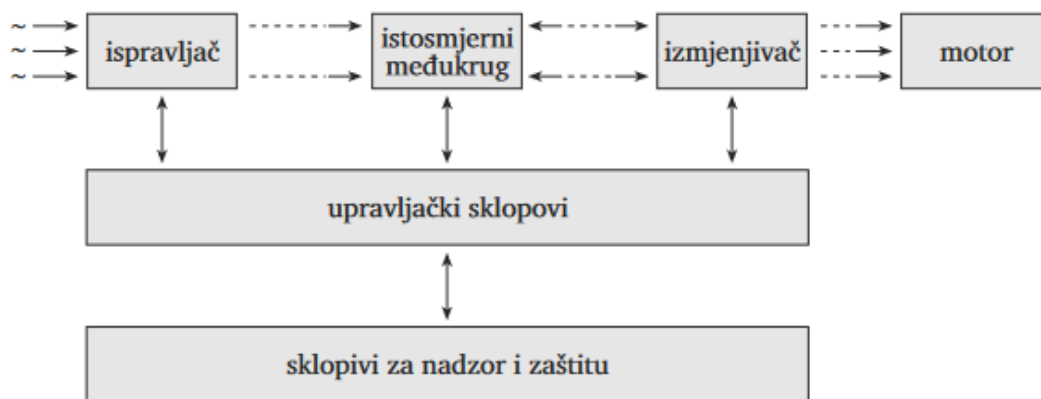 ~
~
~
ispravljač
istosmjerni
međukrug
izmjenjivač
motor
upravljački sklopovi
sklopivi za nadzor i zaštitu